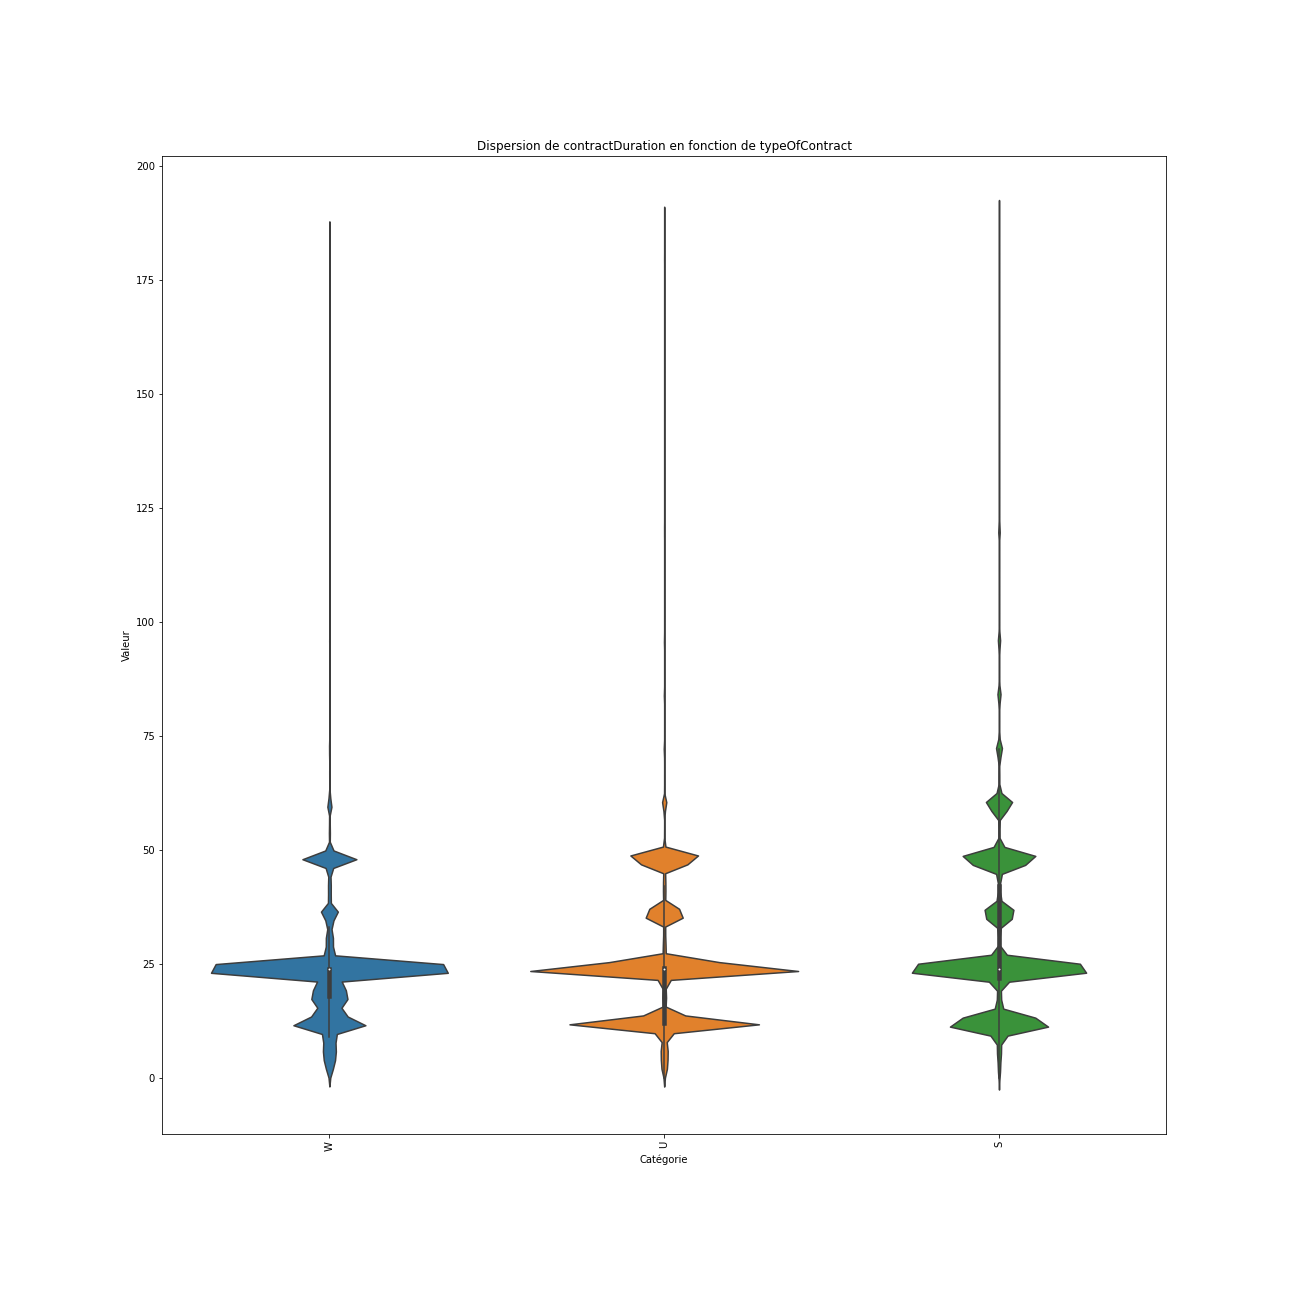 Dispersion de contractDuration en fonction de typeOfContract
200
175
150
125
100
75
50
25
0
Valeur
W
U
S
Catégorie